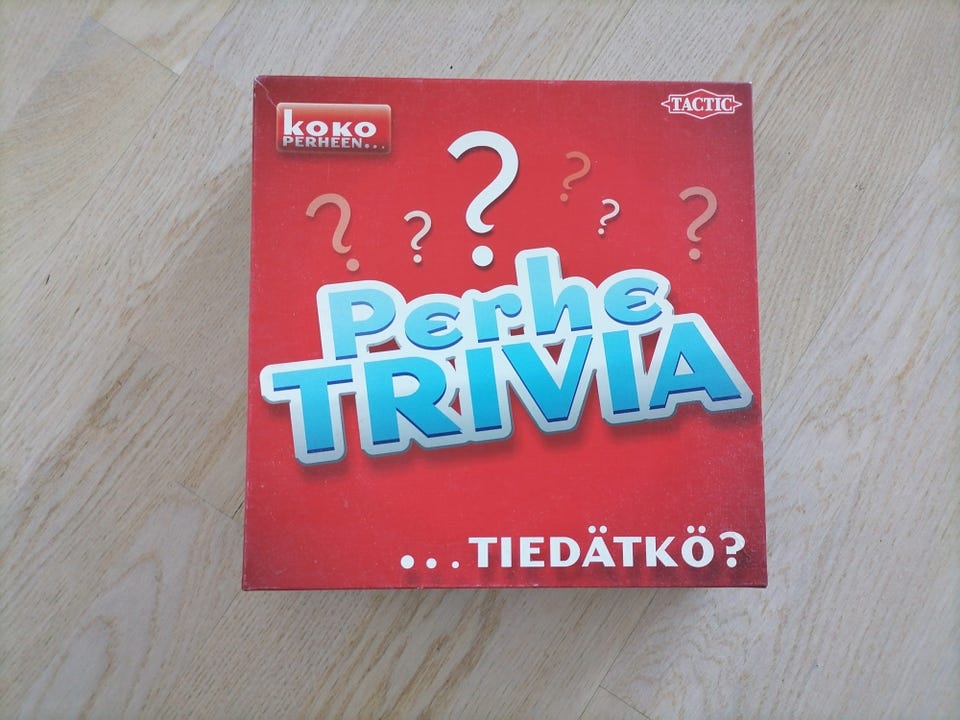 KOKO
PERHEEN...
TACTIC
? ? ? ? ? ?
Perhe
TRIVIA
...TIEDÄTKÖ?